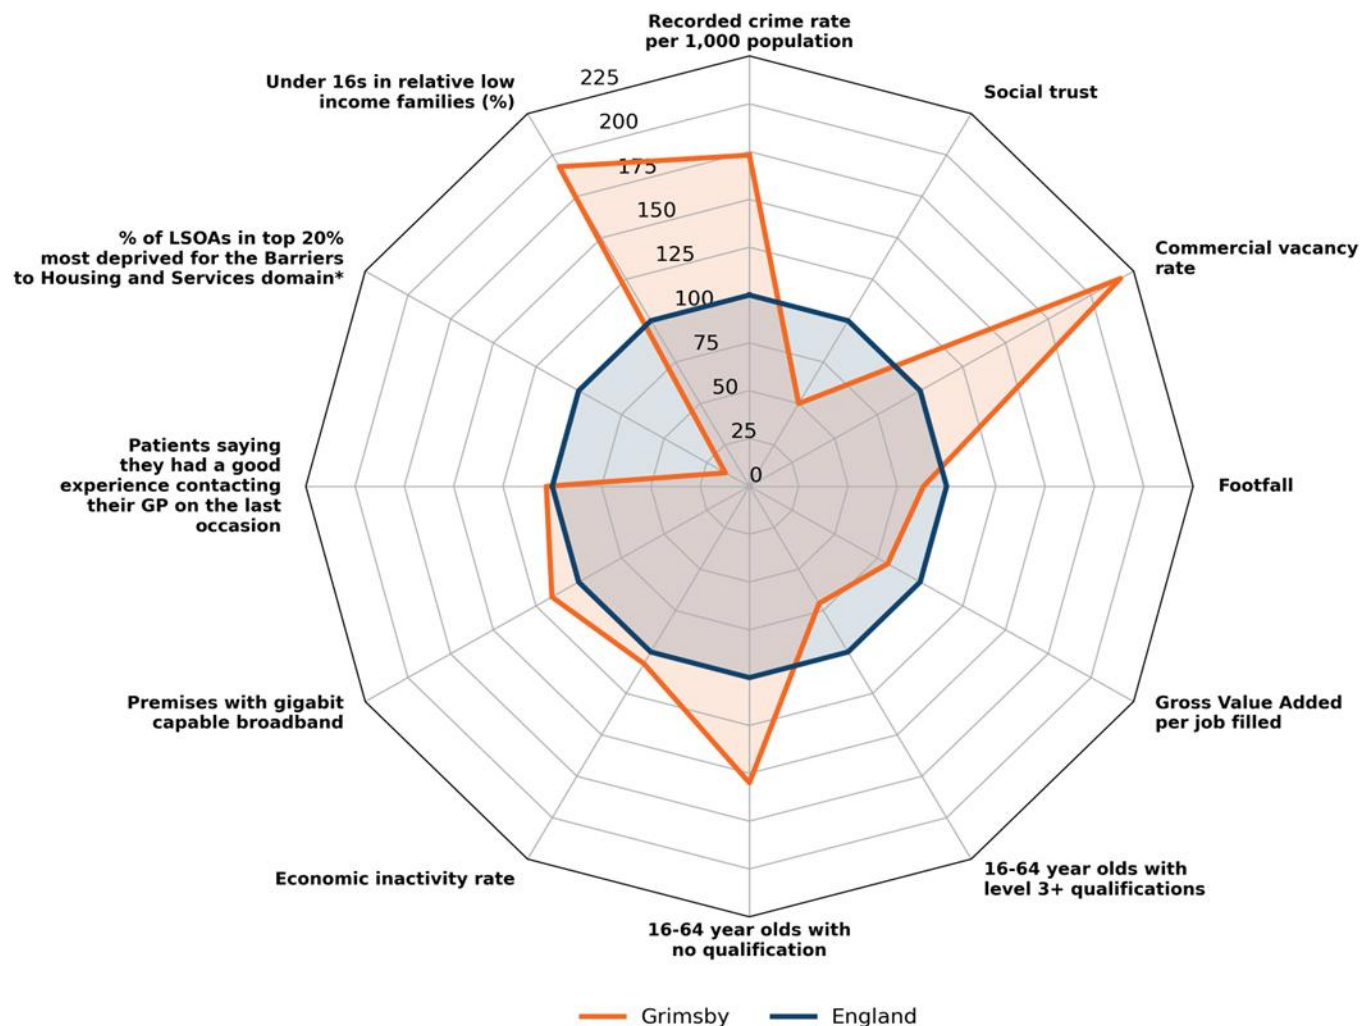 Recorded crime rate
per 1,000 population
Social trust
Commercial vacancy
rate
Footfall
Gross Value Added
per job filled
16-64 year olds with
level 3+ qualifications
16-64 year olds with
no qualification
Economic inactivity rate
Premises with gigabit
capable broadband
Patients saying
they had a good
experience contacting
their GP on the last
occasion
% of LSOAs in top 20%
most deprived for the Barriers
to Housing and Services domain*
Under 16s in relative low
income families (%)
225
200
175
150
125
100
75
50
25
0
Grimsby
England